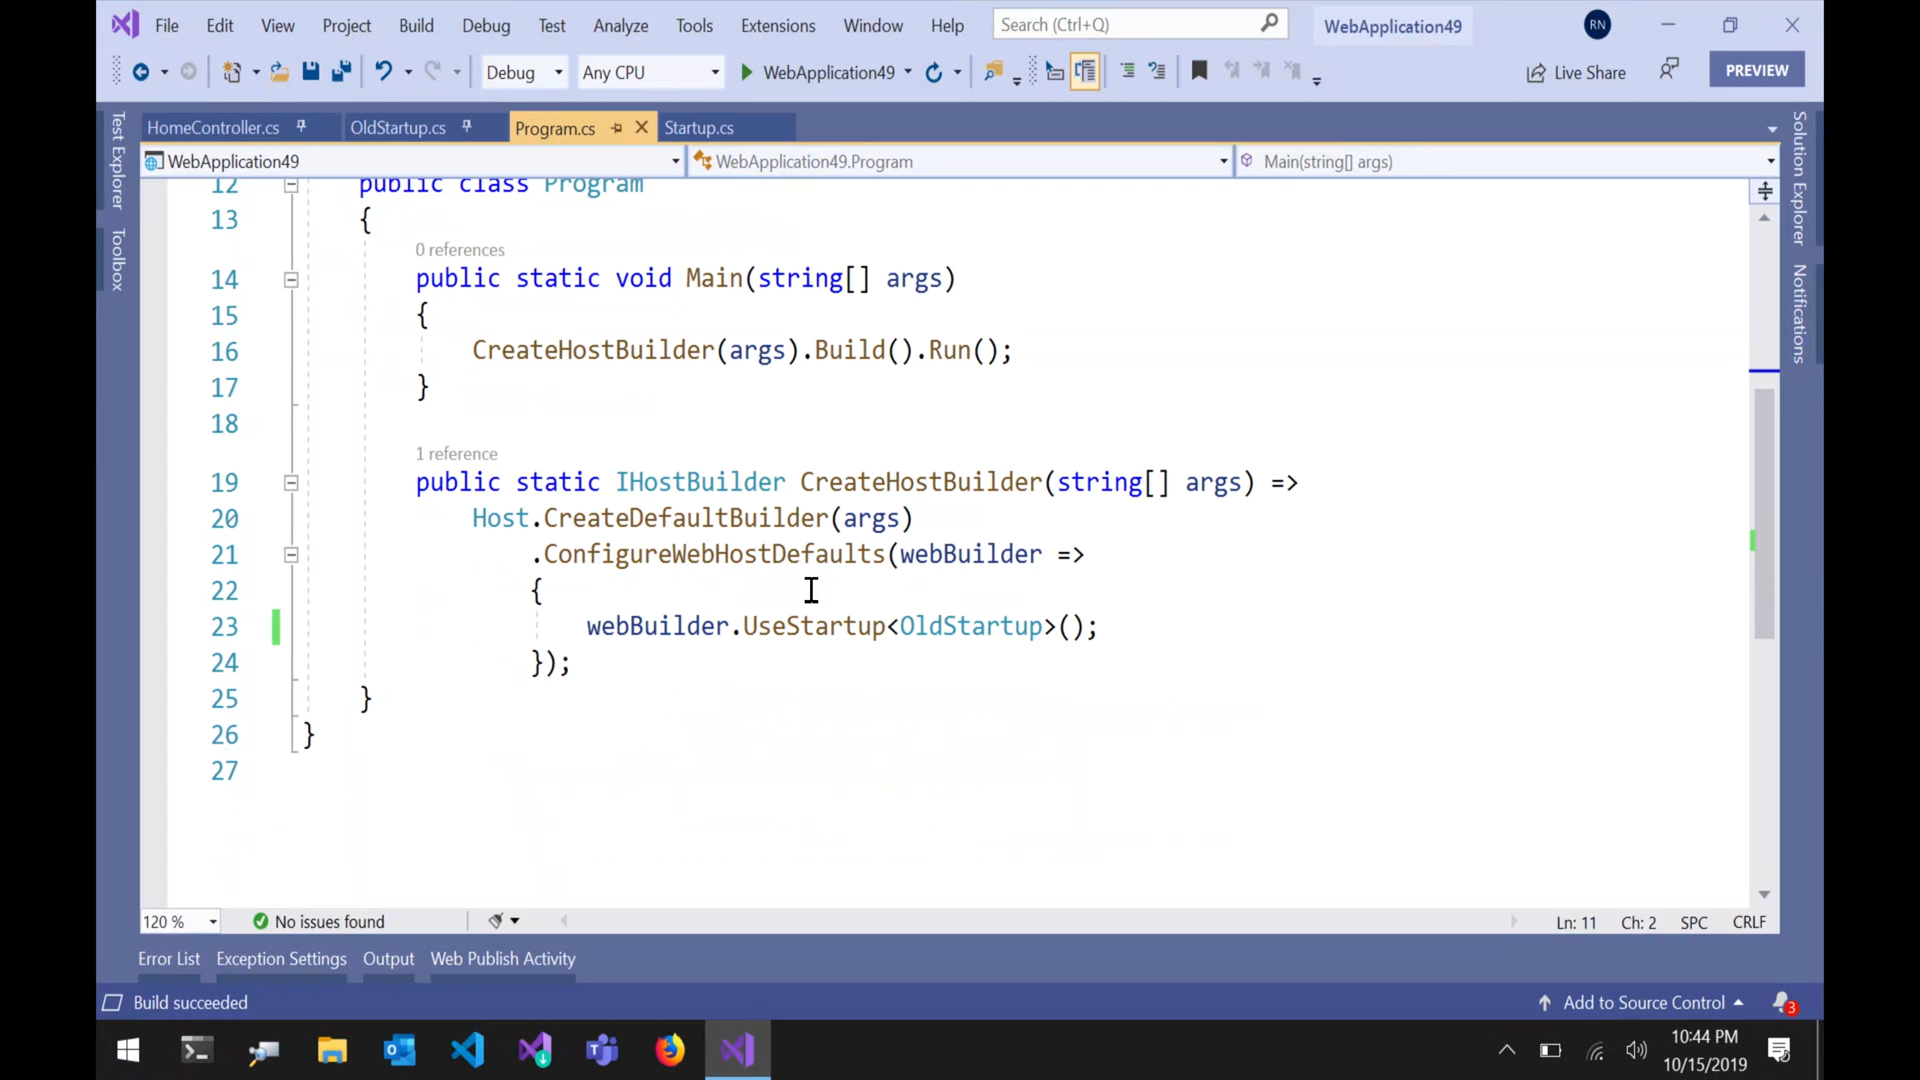 File Edit View Project Build Debug Test Analyze Tools Extensions Window Help Search (Ctrl+Q) WebApplication49 RN
Debug Any CPU WebApplication49 Live Share PREVIEW
HomeController.cs OldStartup.cs Program.cs Startup.cs
WebApplication49 WebApplication49.Program Main(string[] args)
Test Explorer
Toolbox
Solution Explorer
Notifications
12 public class Program
13 {
0 references
14 public static void Main(string[] args)
15 {
16 CreateHostBuilder(args).Build().Run();
17 }
18
1 reference
19 public static IHostBuilder CreateHostBuilder(string[] args) =>
20 Host.CreateDefaultBuilder(args)
21 .ConfigureWebHostDefaults(webBuilder =>
22 {
23 webBuilder.UseStartup<OldStartup>();
24 });
25 }
26 }
27
120 % No issues found Ln: 11 Ch: 2 SPC CRLF
Error List Exception Settings Output Web Publish Activity
Build succeeded Add to Source Control 3
10:44 PM
10/15/2019